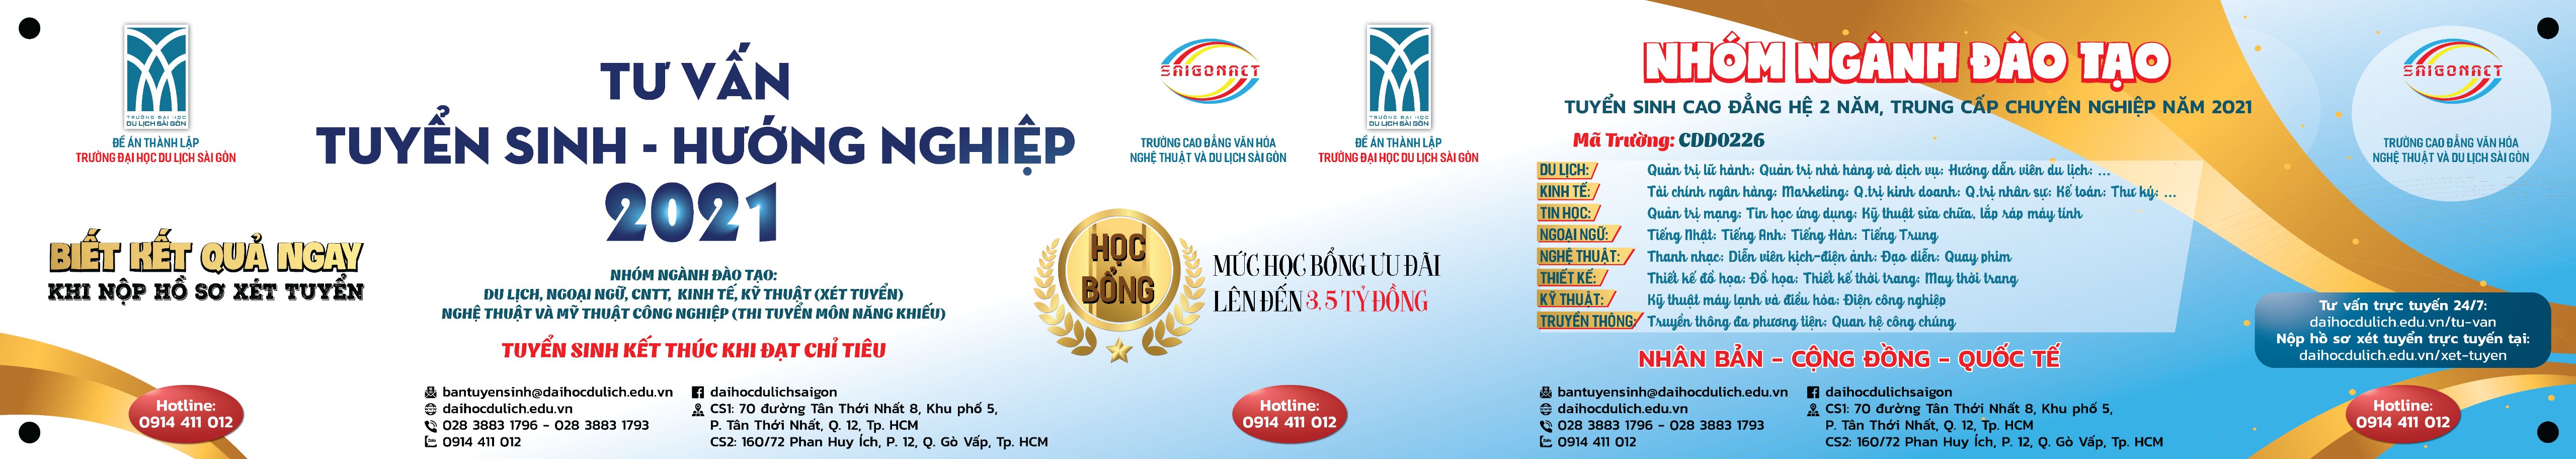 TRƯỜNG ĐẠI HỌC
DU LỊCH SÀI GÒN
ĐỀ ÁN THÀNH LẬP
TRƯỜNG ĐẠI HỌC DU LỊCH SÀI GÒN
BIẾT KẾT QUẢ NGAY
KHI NỘP HỒ SƠ XÉT TUYỂN
Hotline:
0914 411 012
TƯ VẤN
TUYỂN SINH - HƯỚNG NGHIỆP
2021
NHÓM NGÀNH ĐÀO TẠO:
DU LỊCH, NGOẠI NGỮ, CNTT, KINH TẾ, KỸ THUẬT (XÉT TUYỂN)
NGHỆ THUẬT VÀ MỸ THUẬT CÔNG NGHIỆP (THI TUYỂN MÔN NĂNG KHIẾU)
TUYỂN SINH KẾT THÚC KHI ĐẠT CHỈ TIÊU
bantuyensinh@daihocdulich.edu.vn
daihocdulich.edu.vn
028 3883 1796 - 028 3883 1793
0914 411 012
daihocdulichsaigon
CS1: 70 đường Tân Thới Nhất 8, Khu phố 5,
P. Tân Thới Nhất, Q. 12, Tp. HCM
CS2: 160/72 Phan Huy Ích, P. 12, Q. Gò Vấp, Tp. HCM
SAIGONACT
TRƯỜNG CAO ĐẲNG VĂN HÓA
NGHỆ THUẬT VÀ DU LỊCH SÀI GÒN
TRƯỜNG ĐẠI HỌC
DU LỊCH SÀI GÒN
ĐỀ ÁN THÀNH LẬP
TRƯỜNG ĐẠI HỌC DU LỊCH SÀI GÒN
HỌC
BỔNG
MỨC HỌC BỔNG ƯU ĐÃI
LÊN ĐẾN 3,5 TỶ ĐỒNG
Hotline:
0914 411 012
NHÓM NGÀNH ĐÀO TẠO
TUYỂN SINH CAO ĐẲNG HỆ 2 NĂM, TRUNG CẤP CHUYÊN NGHIỆP NĂM 2021
Mã Trường: CDD0226
DU LỊCH: Quản trị lữ hành; Quản trị nhà hàng và dịch vụ; Hướng dẫn viên du lịch; ...
KINH TẾ: Tài chính ngân hàng; Marketing; Q.trị kinh doanh; Q.trị nhân sự; Kế toán; Thư ký; ...
TIN HỌC: Quản trị mạng; Tin học ứng dụng; Kỹ thuật sửa chữa, lắp ráp máy tính
NGOẠI NGỮ: Tiếng Nhật; Tiếng Anh; Tiếng Hàn; Tiếng Trung
NGHỆ THUẬT: Thanh nhạc; Diễn viên kịch-điện ảnh; Đạo diễn; Quay phim
THIẾT KẾ: Thiết kế đồ họa; Đồ họa; Thiết kế thời trang; May thời trang
KỸ THUẬT: Kỹ thuật máy lạnh và điều hòa; Điện công nghiệp
TRUYỀN THÔNG: Truyền thông đa phương tiện; Quan hệ công chúng
NHÂN BẢN - CỘNG ĐỒNG - QUỐC TẾ
bantuyensinh@daihocdulich.edu.vn
daihocdulich.edu.vn
028 3883 1796 - 028 3883 1793
0914 411 012
daihocdulichsaigon
CS1: 70 đường Tân Thới Nhất 8, Khu phố 5,
P. Tân Thới Nhất, Q. 12, Tp. HCM
CS2: 160/72 Phan Huy Ích, P. 12, Q. Gò Vấp, Tp. HCM
SAIGONACT
TRƯỜNG CAO ĐẲNG VĂN HÓA
NGHỆ THUẬT VÀ DU LỊCH SÀI GÒN
Tư vấn trực tuyến 24/7:
daihocdulich.edu.vn/tu-van
Nộp hồ sơ xét tuyển trực tuyến tại:
daihocdulich.edu.vn/xet-tuyen
Hotline:
0914 411 012